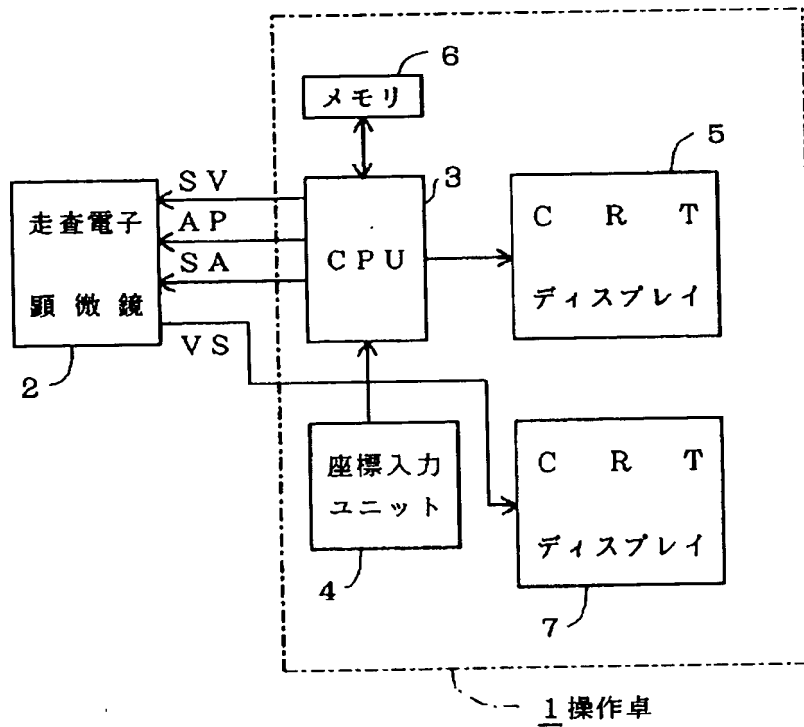 6
メモリ
3
5
SV
AP
SA
走査電子
顕微鏡
VS
2
CPU
C R T
ディスプレイ
座標入力
ユニット
4
C R T
ディスプレイ
7
1 操作卓